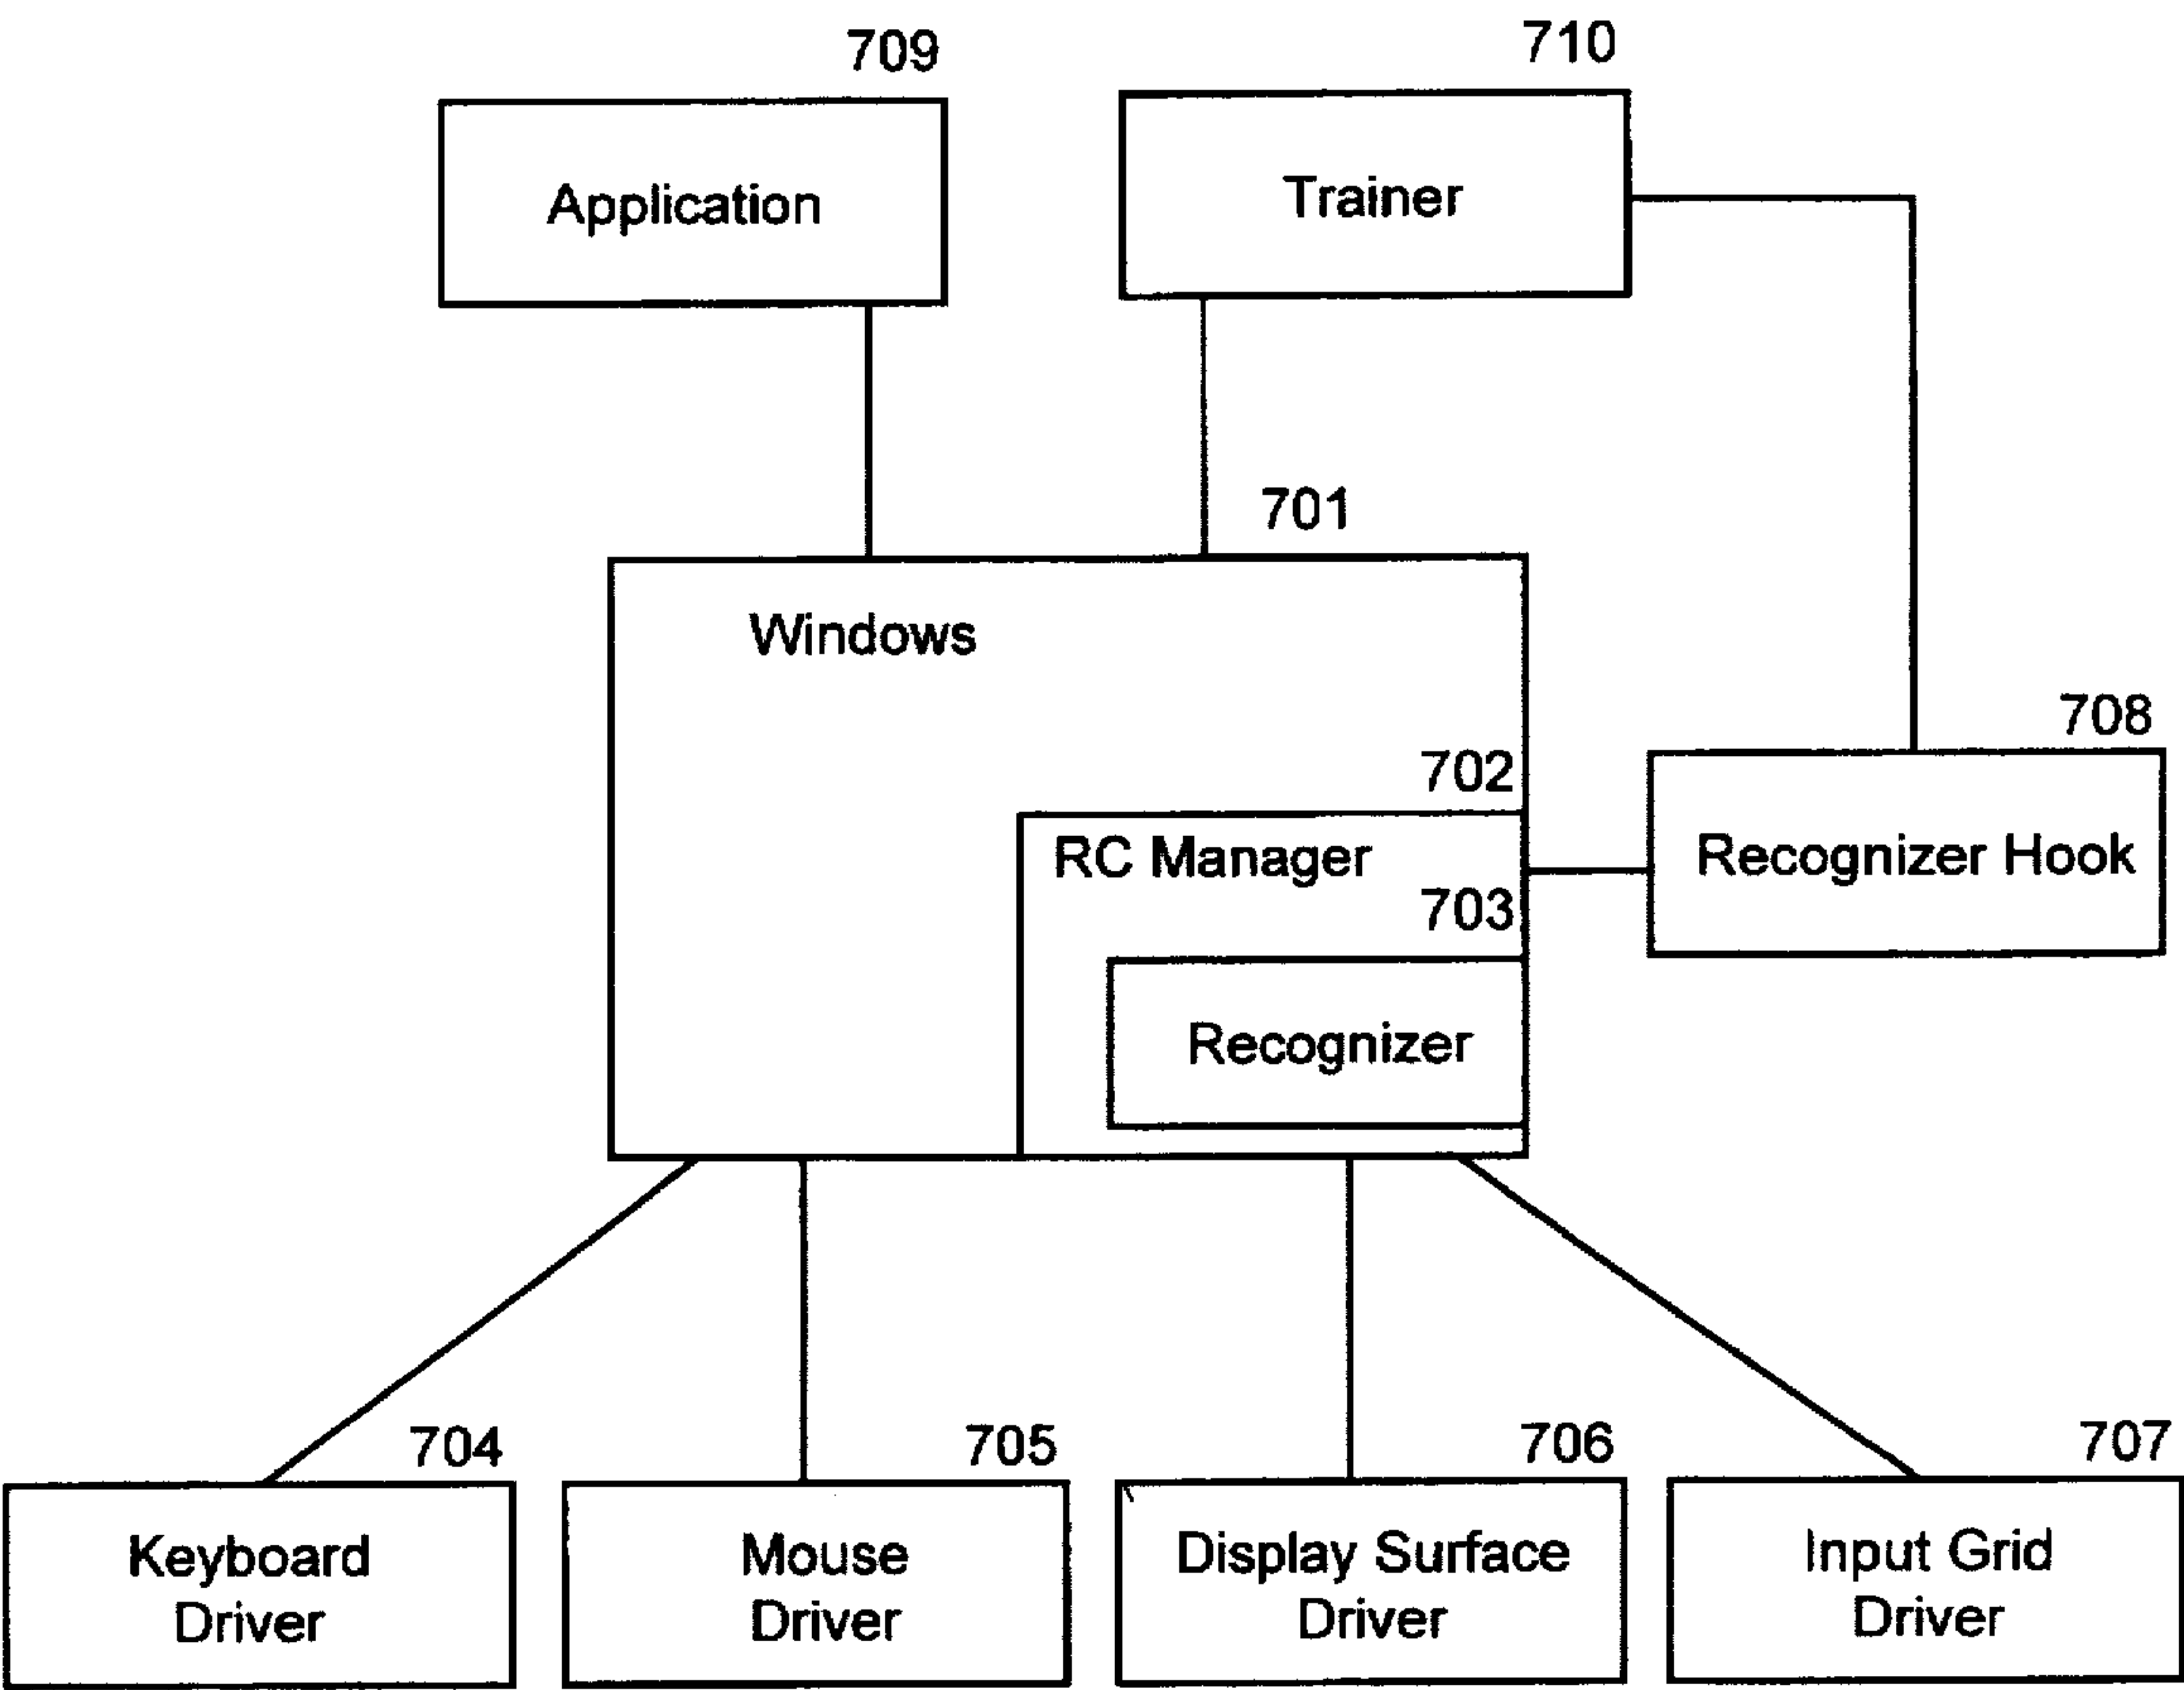 709
710
Application
Trainer
701
Windows
708
702
RC Manager
Recognizer Hook
703
Recognizer
704
705
706
707
Keyboard
Driver
Mouse
Driver
Display Surface
Driver
Input Grid
Driver